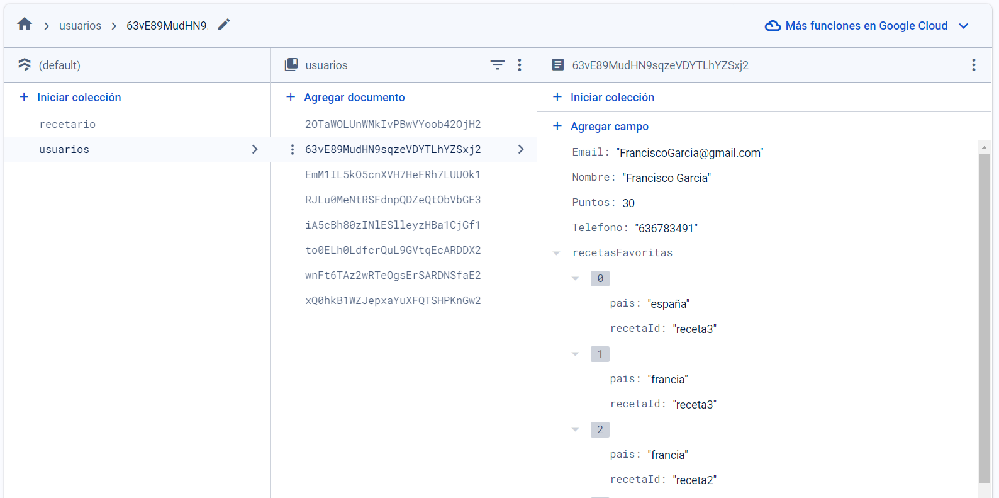 usuarios > 63vE89MudHN9.
Más funciones en Google Cloud
(default)
+ Iniciar colección
recetario
usuarios
usuarios
+ Agregar documento
2OTaWOLUnWMkIvPBwVYoob42OjH2
63vE89MudHN9sqzeVDYTLhYZSxj2
EmM1IL5kO5cnXVH7HeFRh7LUUOk1
RJLu0MeNtRSFdnpQDZeQtObVbGE3
iA5cBh80zINlESlleyzHBa1CjGf1
to0ELh0LdfcrQuL9GVtqEcARDDX2
wnFt6TAz2wRTeOgsErSARDNSfaE2
xQ0hkB1WZJepxaYuXFQTSHPKnGw2
63vE89MudHN9sqzeVDYTLhYZSxj2
+ Iniciar colección
+ Agregar campo
Email: "FranciscoGarcia@gmail.com"
Nombre: "Francisco Garcia"
Puntos: 30
Telefono: "636783491"
recetasFavoritas
0
pais: "españa"
recetaId: "receta3"
1
pais: "francia"
recetaId: "receta3"
2
pais: "francia"
recetaId: "receta2"